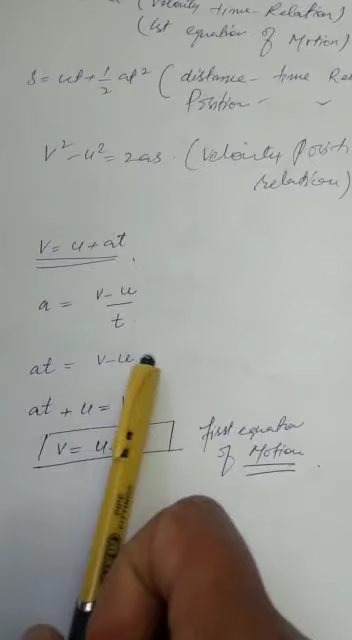 (Velocity Time-Relation)
(1st equation of Motion)
S = ut + 1/2 at² (distance - time Re
Position -
V² - u² = 2as. (Velocity Posit
relation)
V = u + at
a = v - u / t
at = v - u
at + u =
V = u
first equation
of Motion.